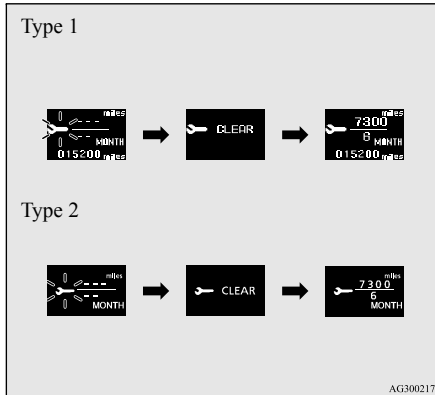 Type 1
miles
---
--
MONTH
015200 miles
CLEAR
miles
7300
6
MONTH
015200 miles
Type 2
miles
---
--
MONTH
CLEAR
miles
7300
6
MONTH
AG300217